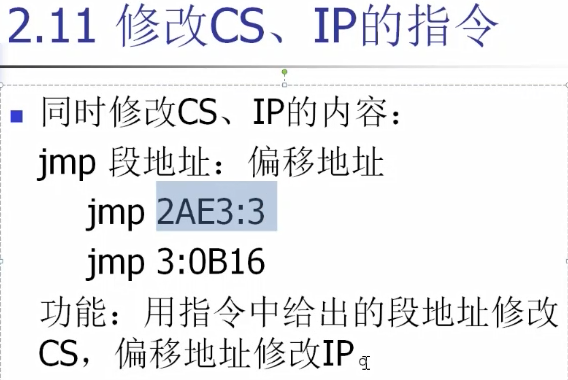 2.11 修改CS、IP的指令
同时修改CS、IP的内容：
jmp 段地址：偏移地址
jmp 2AE3:3
jmp 3:0B16
功能：用指令中给出的段地址修改
CS，偏移地址修改IP。